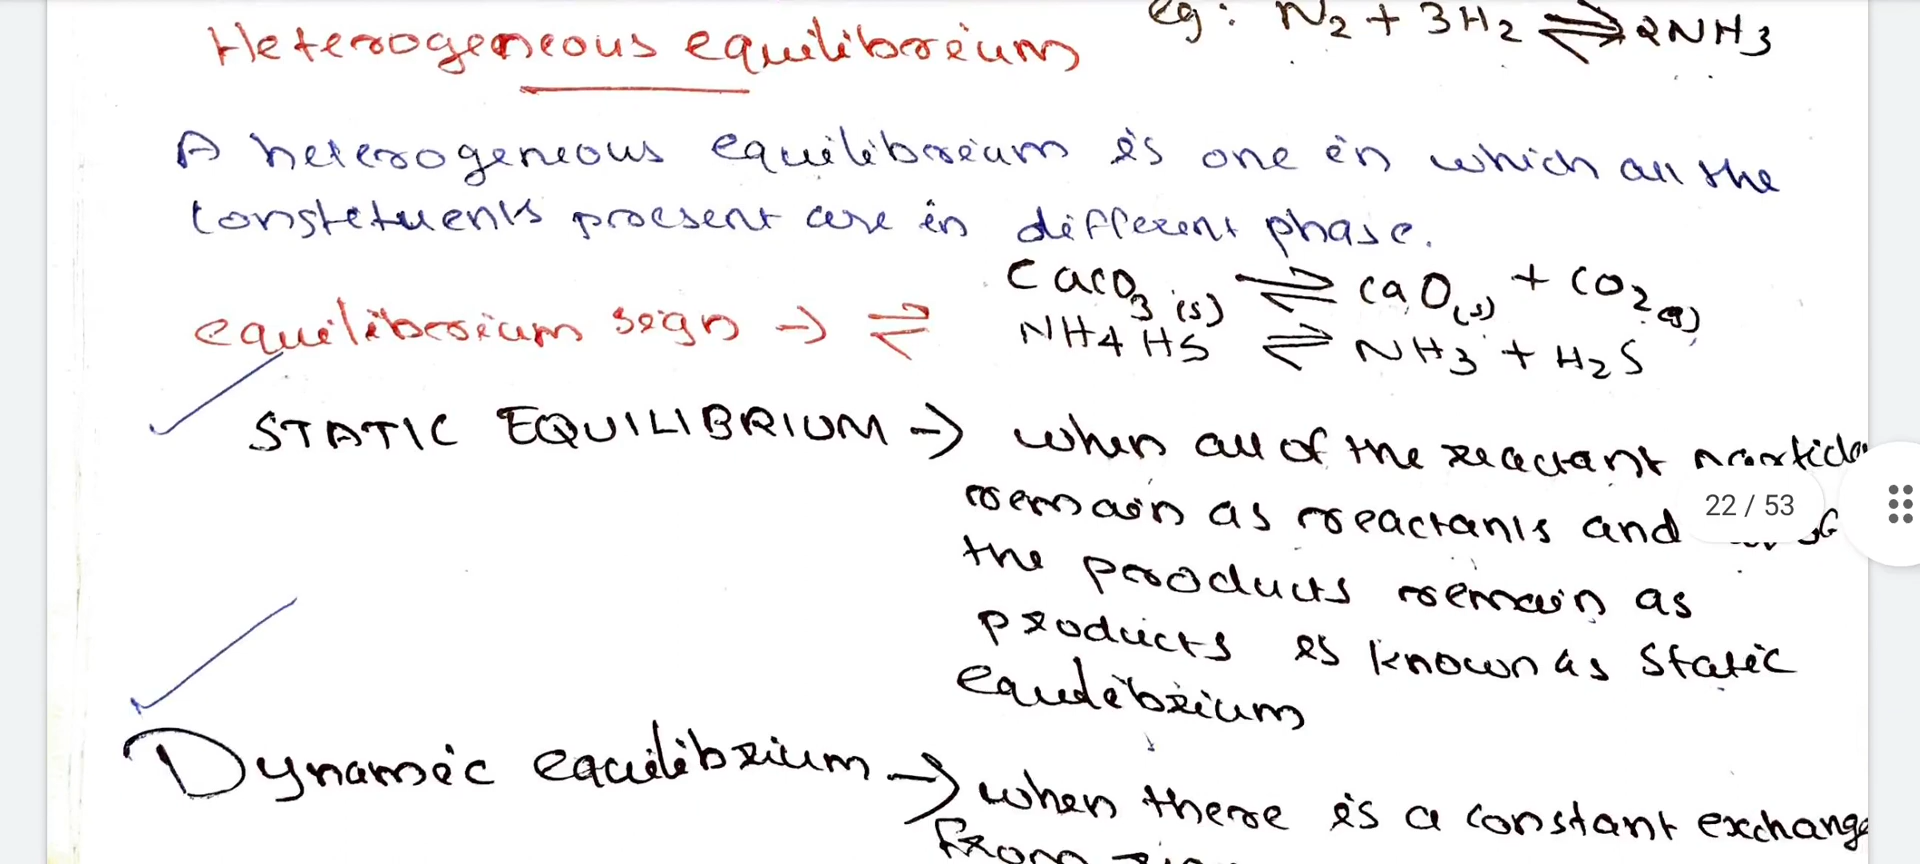 eg: N2 + 3H2 ⇌ 2NH3
Heterogeneous equilibrium
A heterogeneous equilibrium is one in which all the
constituents present are in different phase.
CaCO3 (s) ⇌ CaO(s) + CO2(g)
equilibrium sign → ⇌
NH4HS ⇌ NH3 + H2S
STATIC EQUILIBRIUM → when all of the reactant
remain as reactants and
22 / 53
the products remain as
products is known as static
equilibrium
Dynamic equilibrium → when there is a constant exchange
from